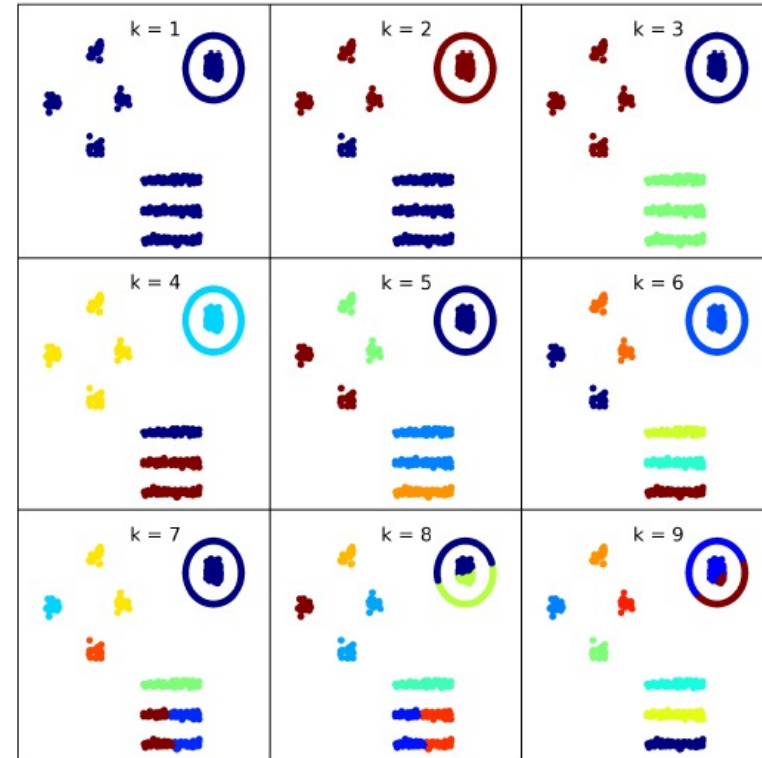 k = 1
k = 2
k = 3
k = 4
k = 5
k = 6
k = 7
k = 8
k = 9